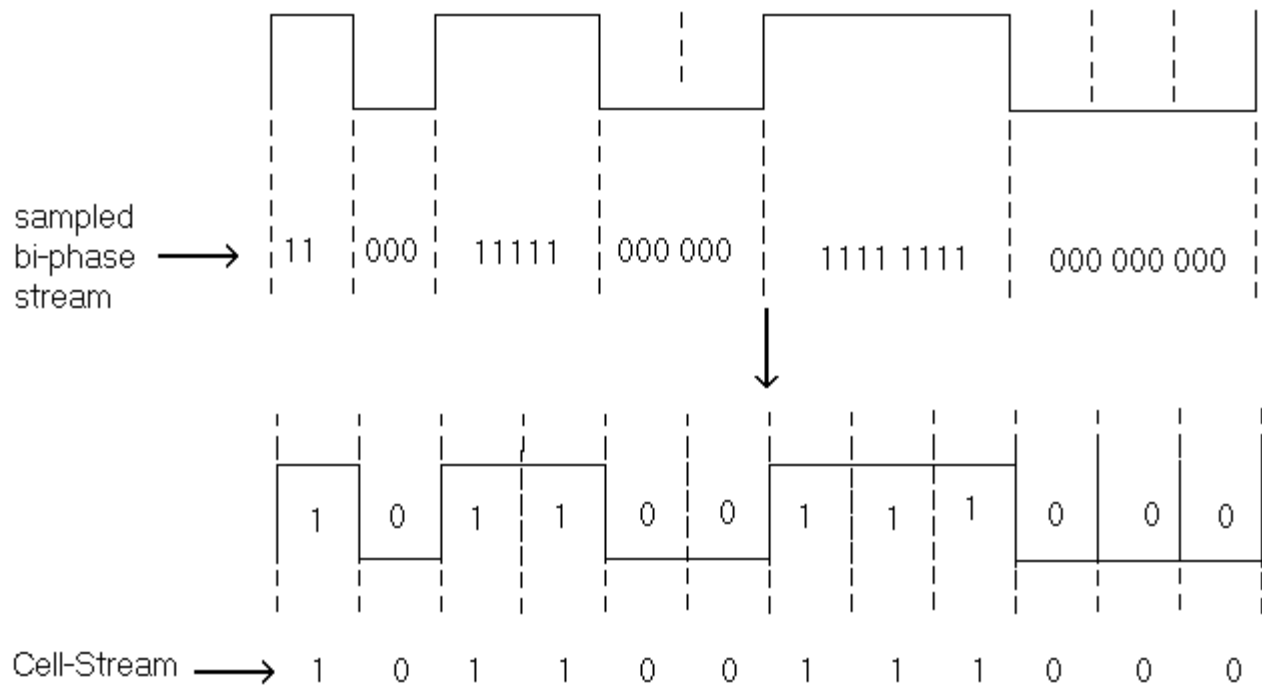 sampled
bi-phase
stream
11 000 11111 000 000 1111 1111 000 000 000
1 0 1 1 0 0 1 1 1 0 0 0
Cell-Stream 1 0 1 1 0 0 1 1 1 0 0 0